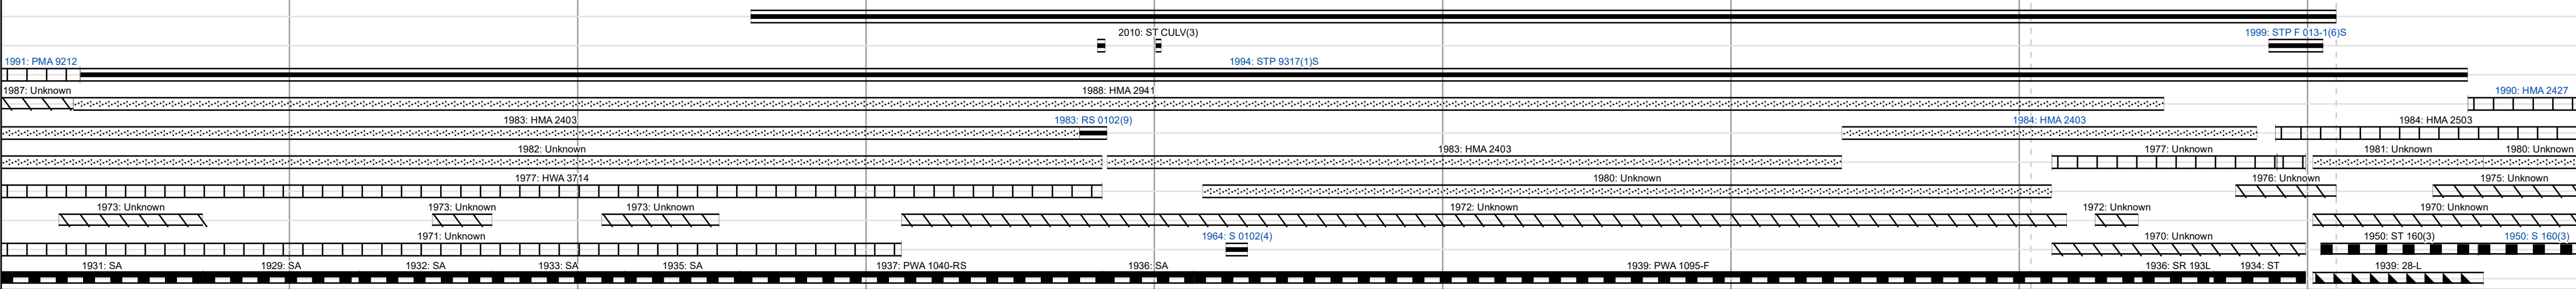 2010: ST CULV(3) 1999: STP F 013-1(6)S
1991: PMA 9212 1994: STP 9317(1)S
1987: Unknown 1988: HMA 2941 1990: HMA 2427
1983: HMA 2403 1983: RS 0102(9) 1984: HMA 2403 1984: HMA 2503
1982: Unknown 1983: HMA 2403 1977: Unknown 1981: Unknown 1980: Unknown
1977: HWA 3714 1980: Unknown 1976: Unknown 1975: Unknown
1973: Unknown 1973: Unknown 1973: Unknown 1972: Unknown 1972: Unknown 1970: Unknown
1971: Unknown 1964: S 0102(4) 1970: Unknown 1950: ST 160(3) 1950: S 160(3)
1931: SA 1929: SA 1932: SA 1933: SA 1935: SA 1937: PWA 1040-RS 1936: SA 1939: PWA 1095-F 1936: SR 193L 1934: ST 1939: 28-L